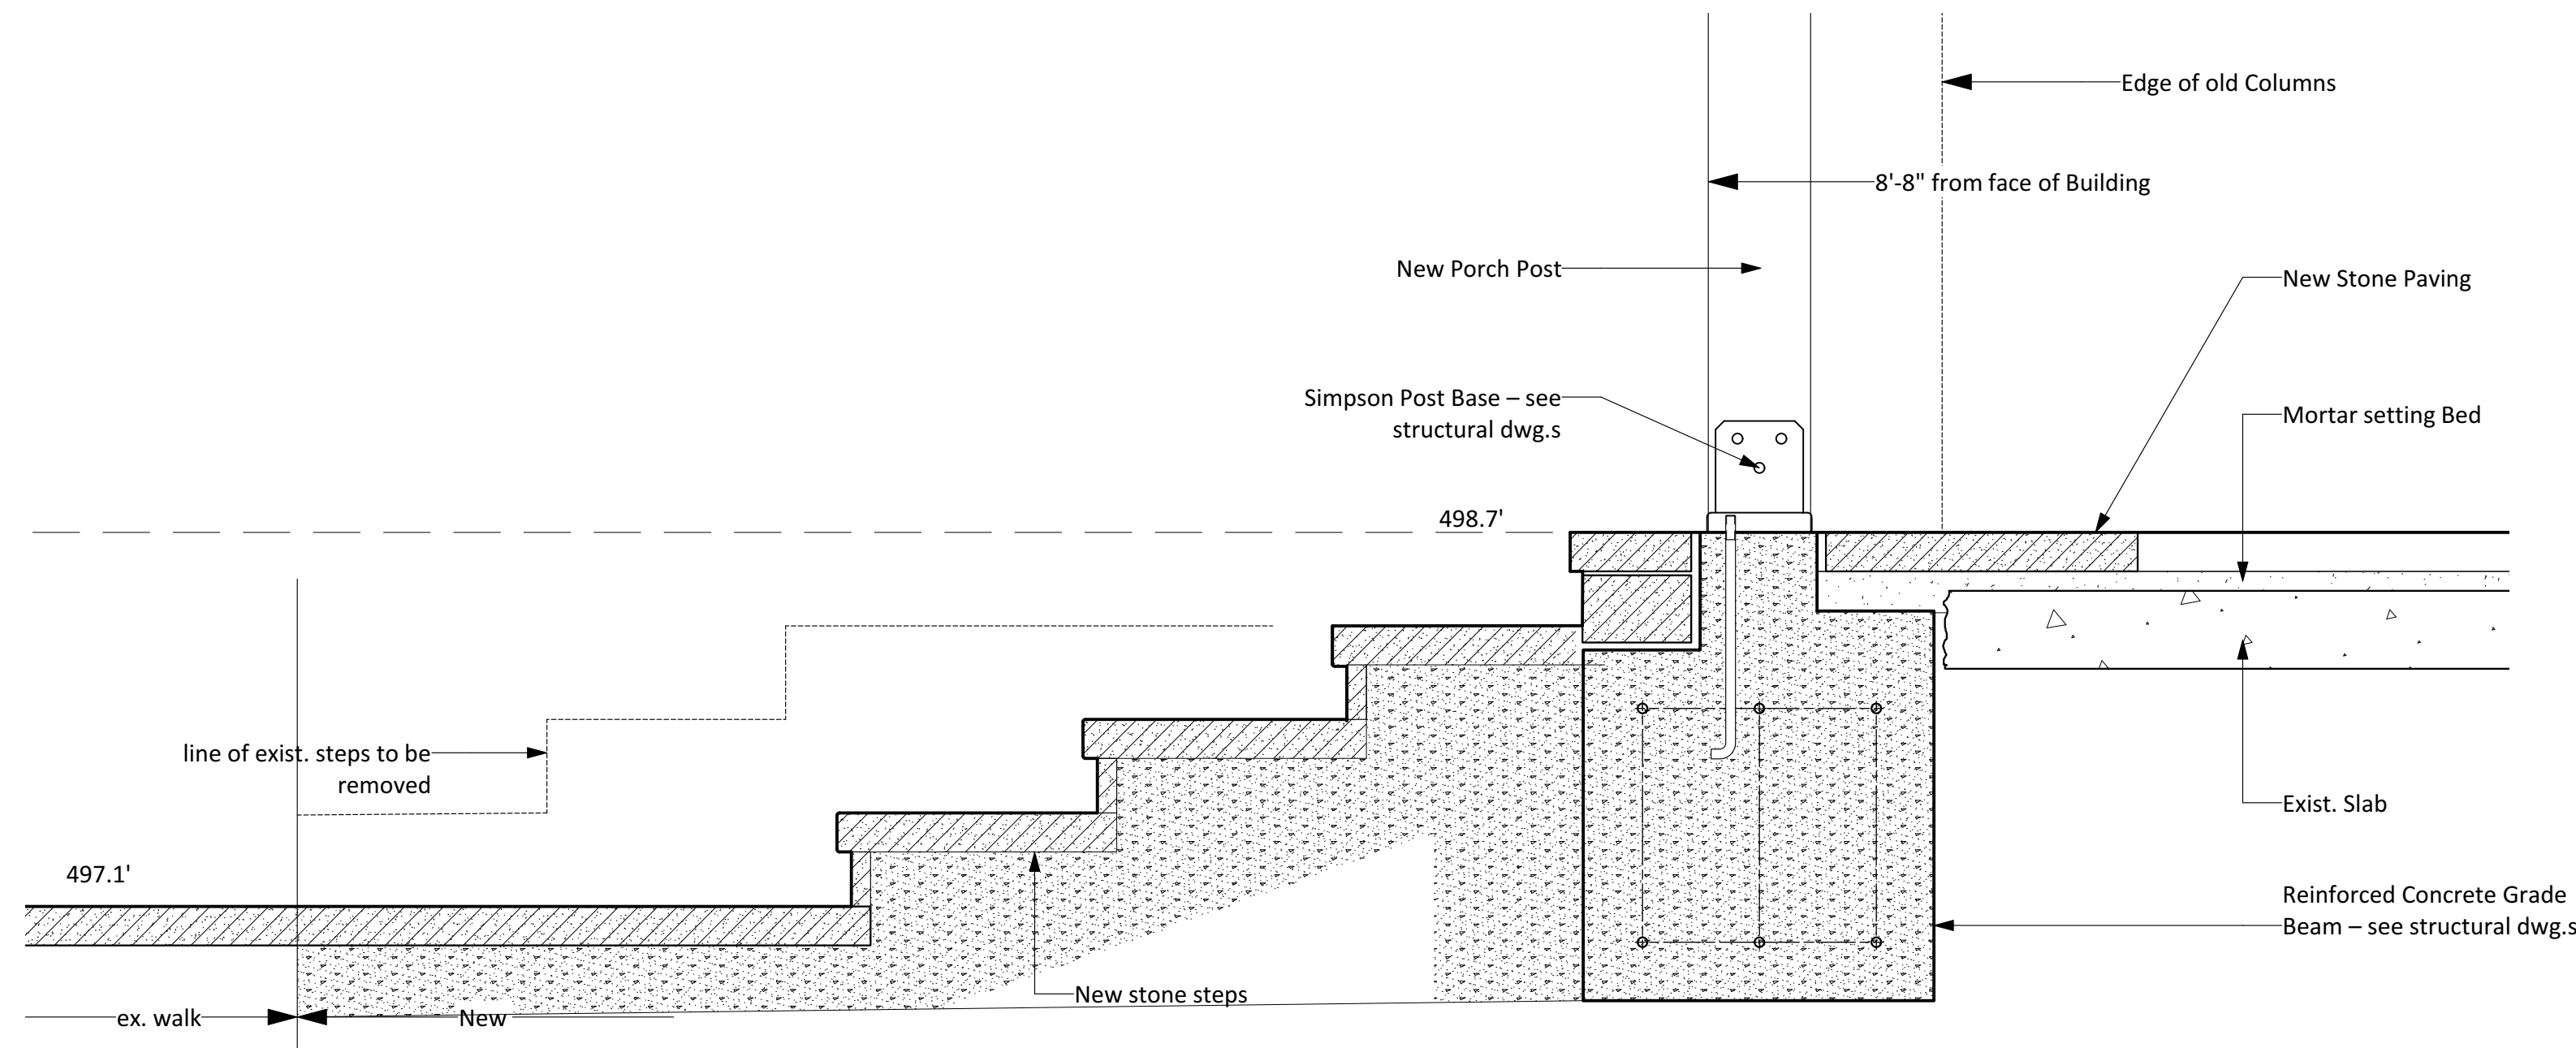 Edge of old Columns
8'-8" from face of Building
New Porch Post
New Stone Paving
Simpson Post Base – see
structural dwg.s
Mortar setting Bed
498.7'
line of exist. steps to be
removed
Exist. Slab
497.1'
Reinforced Concrete Grade
Beam – see structural dwg.s
New stone steps
ex. walk
New